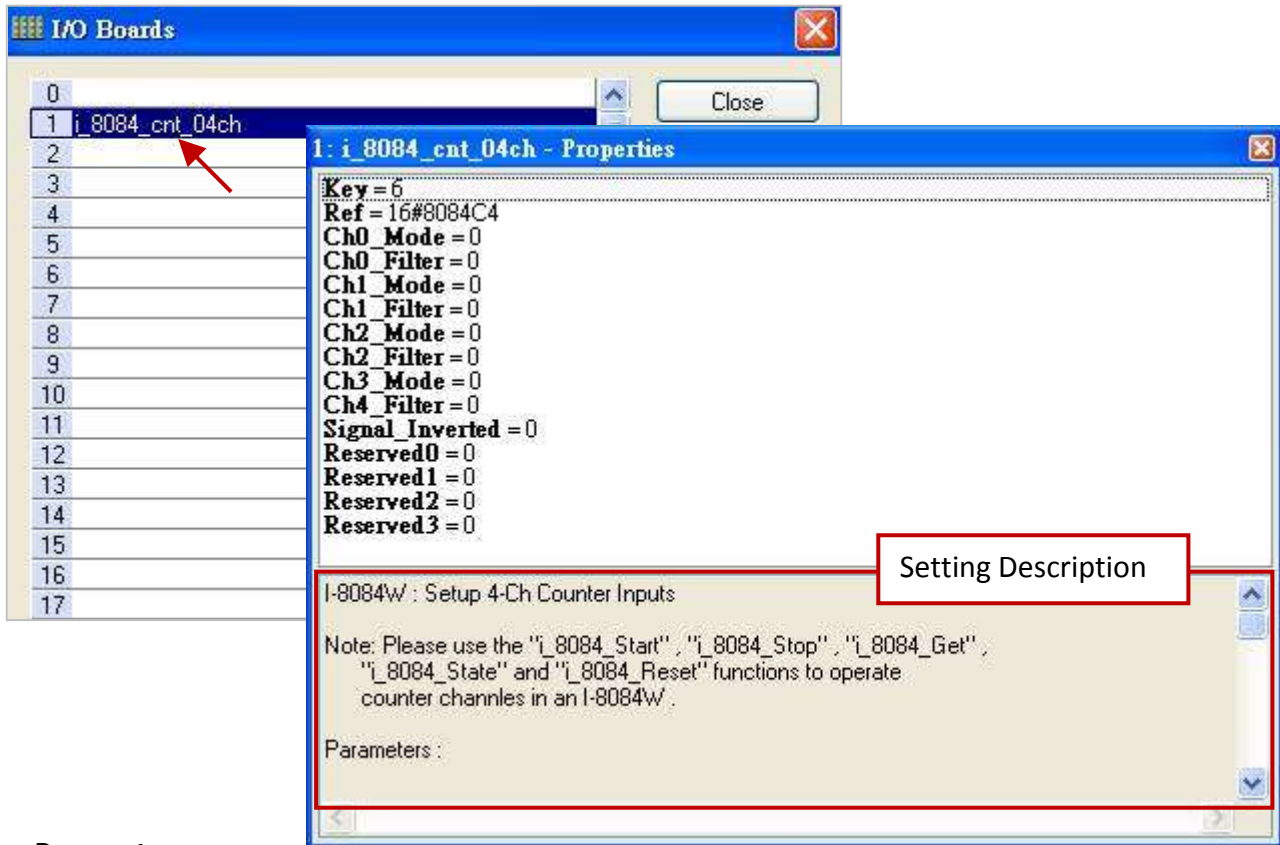 I/O Boards
Close
0
1 i_8084_cnt_04ch
2
3
4
5
6
7
8
9
10
11
12
13
14
15
16
17
1: i_8084_cnt_04ch - Properties
Key = 6
Ref = 16#8084C4
Ch0_Mode = 0
Ch0_Filter = 0
Ch1_Mode = 0
Ch1_Filter = 0
Ch2_Mode = 0
Ch2_Filter = 0
Ch3_Mode = 0
Ch4_Filter = 0
Signal_Inverted = 0
Reserved0 = 0
Reserved1 = 0
Reserved2 = 0
Reserved3 = 0
Setting Description
I-8084W : Setup 4-Ch Counter Inputs
Note: Please use the "i_8084_Start" , "i_8084_Stop" , "i_8084_Get" ,
"i_8084_State" and "i_8084_Reset" functions to operate
counter channles in an I-8084W .
Parameters :